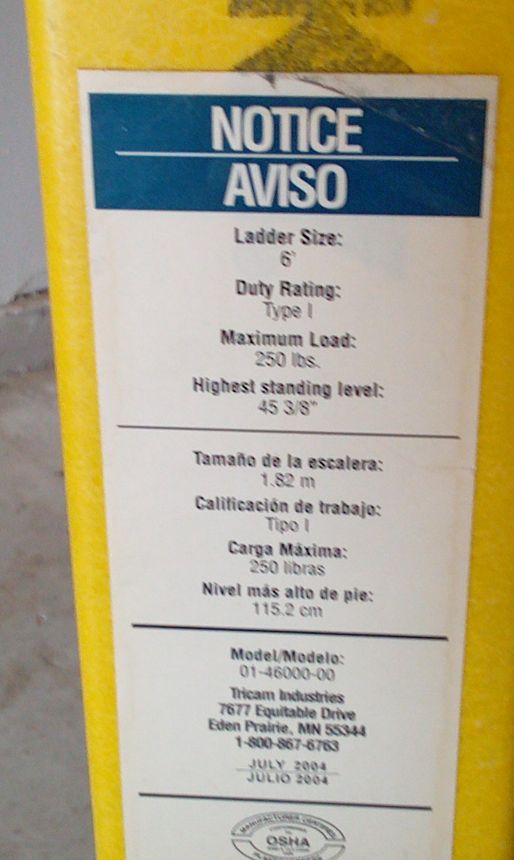 NOTICE
AVISO
Ladder Size:
6'
Duty Rating:
Type I
Maximum Load:
250 lbs.
Highest standing level:
45 3/8"
Tamaño de la escalera:
1.82 m
Calificación de trabajo:
Tipo I
Carga Máxima:
250 libras
Nivel más alto de pie:
115.2 cm
Model/Modelo:
01-46000-00
Tricam Industries
7677 Equitable Drive
Eden Prairie, MN 55344
1-800-867-6763
JULY 2004
JULIO 2004
MANUFACTURER CERTIFIED
OSHA